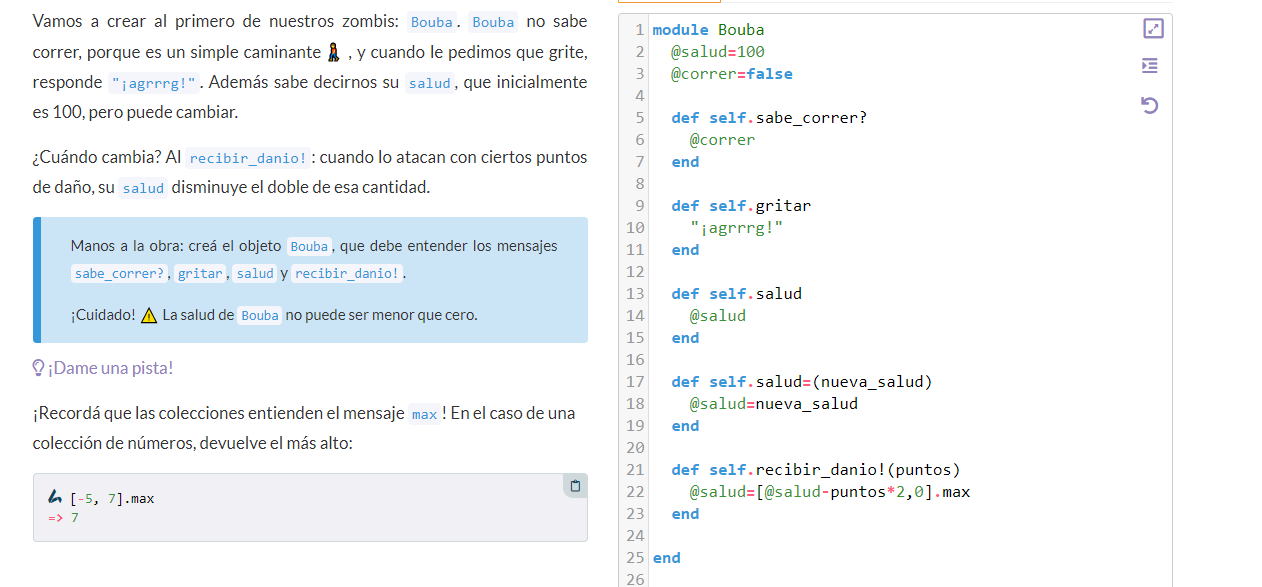 Vamos a crear al primero de nuestros zombis: Bouba. Bouba no sabe
correr, porque es un simple caminante 🧟‍♀️ , y cuando le pedimos que grite,
responde "¡agrrrg!". Además sabe decirnos su salud, que inicialmente
es 100, pero puede cambiar.
¿Cuándo cambia? Al recibir_danio!: cuando lo atacan con ciertos puntos
de daño, su salud disminuye el doble de esa cantidad.
Manos a la obra: creá el objeto Bouba, que debe entender los mensajes
sabe_correr?, gritar, salud y recibir_danio!.
¡Cuidado! ⚠️ La salud de Bouba no puede ser menor que cero.
¡Dame una pista!
¡Recordá que las colecciones entienden el mensaje max! En el caso de una
colección de números, devuelve el más alto:
[-5, 7].max
=> 7
1 module Bouba
2   @salud=100
3   @correr=false
4
5   def self.sabe_correr?
6     @correr
7   end
8
9   def self.gritar
10     "¡agrrrg!"
11   end
12
13   def self.salud
14     @salud
15   end
16
17   def self.salud=(nueva_salud)
18     @salud=nueva_salud
19   end
20
21   def self.recibir_danio!(puntos)
22     @salud=[@salud-puntos*2,0].max
23   end
24
25 end
26